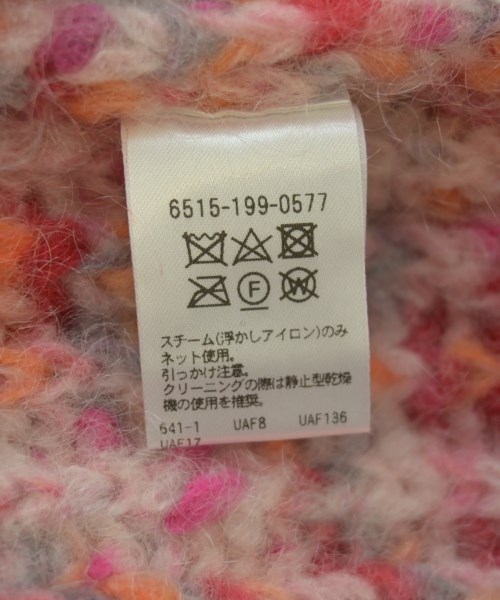 6515-199-0577
F
W
スチーム(浮かしアイロン)のみ
ネット使用。
引っかけ注意。
クリーニングの際は静止型乾燥
機の使用を推奨。
641-1 UAF8 UAF136
UAF17